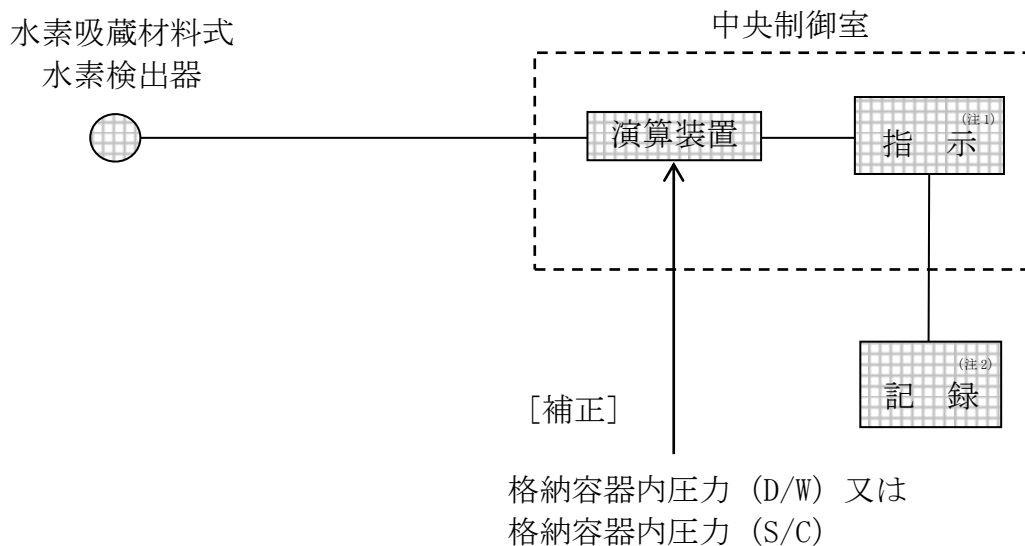 水素吸蔵材料式
水素検出器
中央制御室
演算装置
指　示
(注1)
記　録
(注2)
[補正]
格納容器内圧力 (D/W) 又は
格納容器内圧力 (S/C)